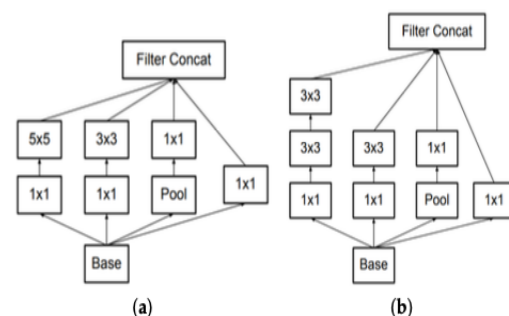 Filter Concat
5x5
3x3
1x1
1x1
1x1
Pool
1x1
Base
(a)
Filter Concat
3x3
3x3
3x3
1x1
1x1
1x1
Pool
1x1
Base
(b)